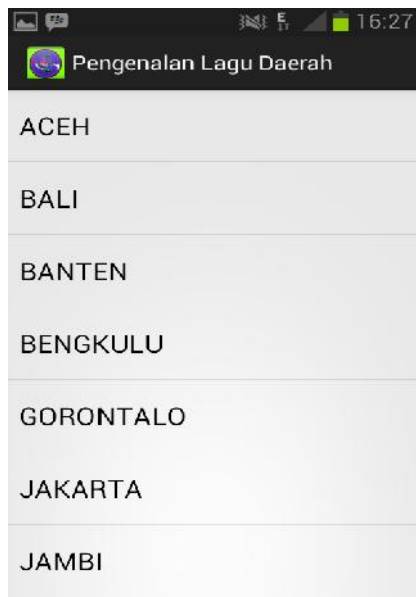 16:27
Pengenalan Lagu Daerah
ACEH
BALI
BANTEN
BENGKULU
GORONTALO
JAKARTA
JAMBI